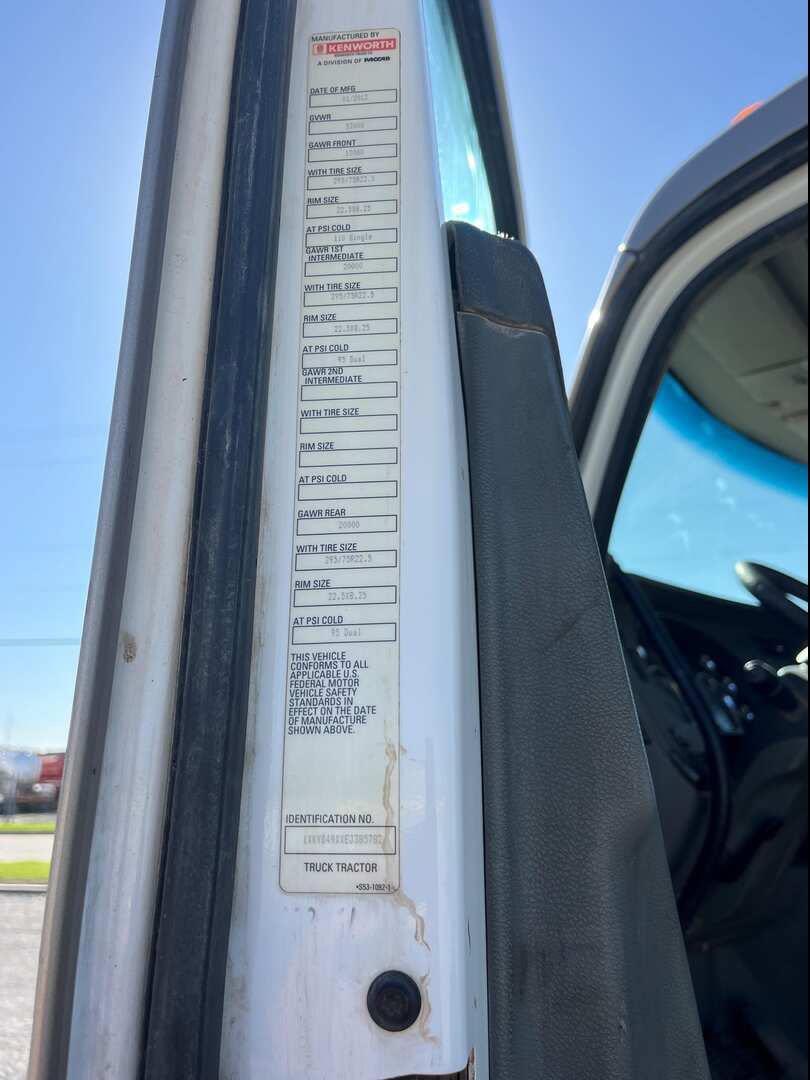 MANUFACTURED BY
KENWORTH
A DIVISION OF PACCAR
DATE OF MFG
GVWR
GAWR FRONT
WITH TIRE SIZE
295/75R22.5
RIM SIZE
22.5X8.25
AT PSI COLD
110 Single
GAWR 1ST
INTERMEDIATE
20000
WITH TIRE SIZE
295/75R22.5
RIM SIZE
22.5X8.25
AT PSI COLD
95 Dual
GAWR 2ND
INTERMEDIATE
WITH TIRE SIZE
RIM SIZE
AT PSI COLD
GAWR REAR
20000
WITH TIRE SIZE
295/75R22.5
RIM SIZE
22.5X8.25
AT PSI COLD
95 Dual
THIS VEHICLE
CONFORMS TO ALL
APPLICABLE U.S.
FEDERAL MOTOR
VEHICLE SAFETY
STANDARDS IN
EFFECT ON THE DATE
OF MANUFACTURE
SHOWN ABOVE.
IDENTIFICATION NO.
TRUCK TRACTOR
•S53-1092-1